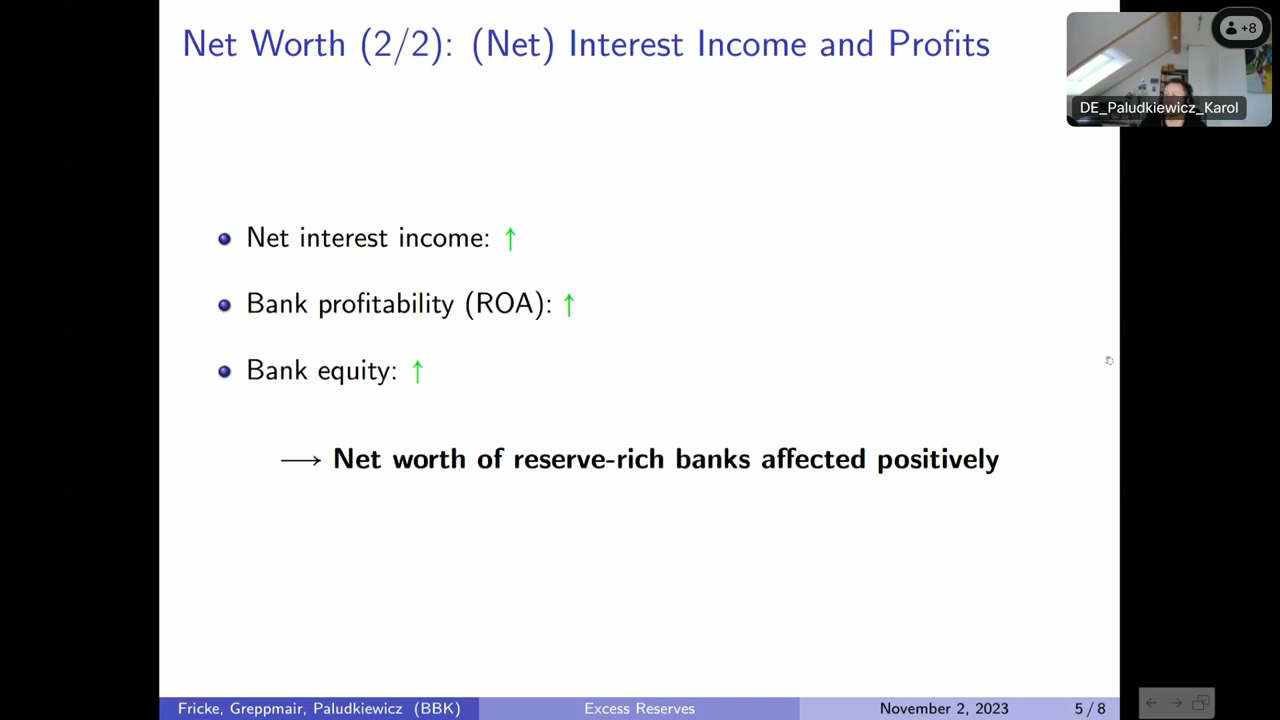 Net Worth (2/2): (Net) Interest Income and Profits
+8
DE_Paludkiewicz_Karol
Net interest income: ↑
Bank profitability (ROA): ↑
Bank equity: ↑
→ Net worth of reserve-rich banks affected positively
Fricke, Greppmair, Paludkiewicz (BBK) Excess Reserves November 2, 2023 5 / 8